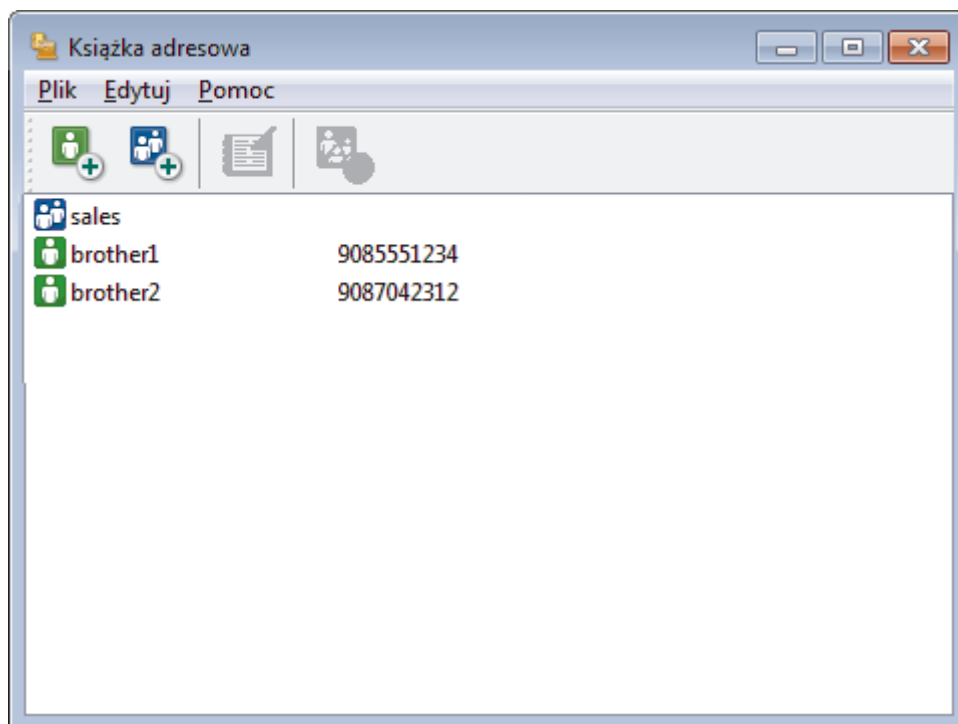 Książka adresowa
Plik Edytuj Pomoc
sales
brother1 9085551234
brother2 9087042312